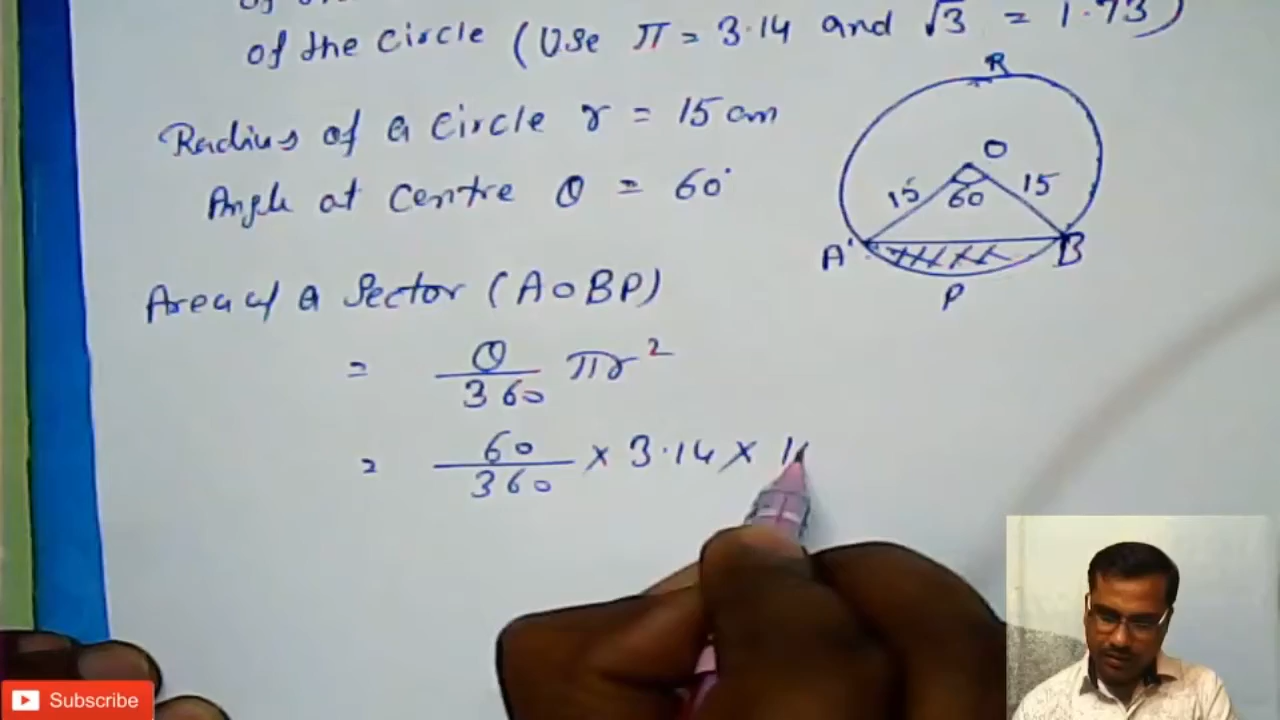 of the circle (Use π = 3.14 and √3 = 1.73)
Radius of a circle r = 15 cm
Angle at centre θ = 60°
R
O
15
60
15
A
B
P
Area of a Sector (AOBP)
= θ/360 πr²
= 60/360 × 3.14 × 1
Subscribe